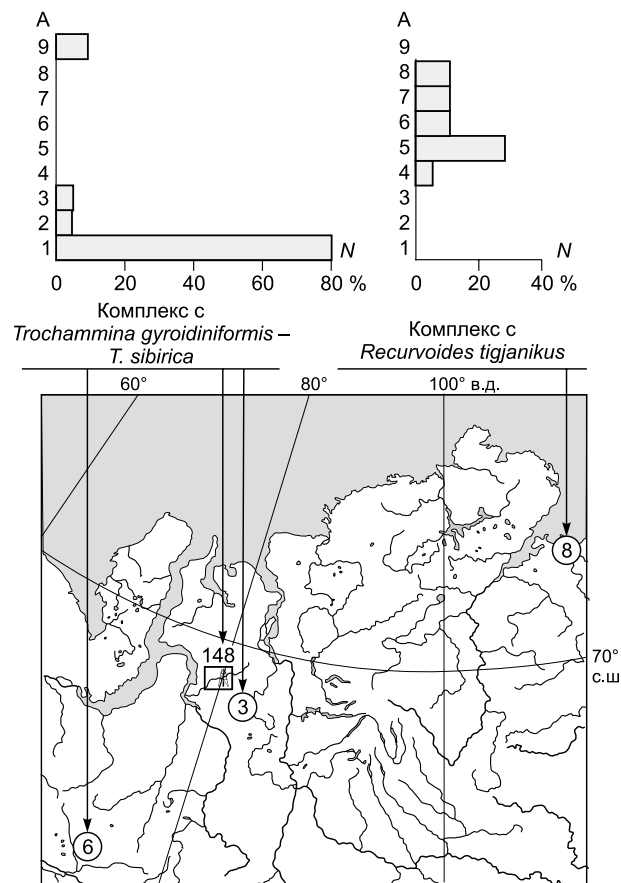 A
9
8
7
6
5
4
3
2
1
N
0 20 40 60 80 %
Комплекс с
Trochammina gyroidiniformis –
T. sibirica
A
9
8
7
6
5
4
3
2
1
N
0 20 40 %
Комплекс с
Recurvoides tigjanikus
60° 80° 100° в.д.
8
148
70°
с.ш
3
6